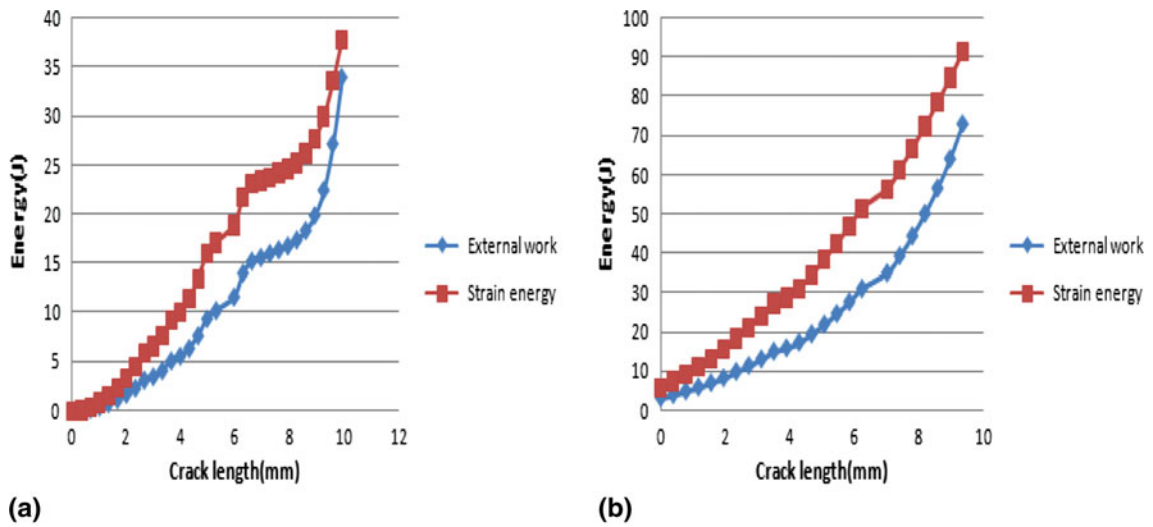 40
35
30
25
20
15
10
5
0
Energy(J)
0 2 4 6 8 10 12
Crack length(mm)
External work
Strain energy
(a)
100
90
80
70
60
50
40
30
20
10
0
Energy(J)
0 2 4 6 8 10
Crack length(mm)
External work
Strain energy
(b)